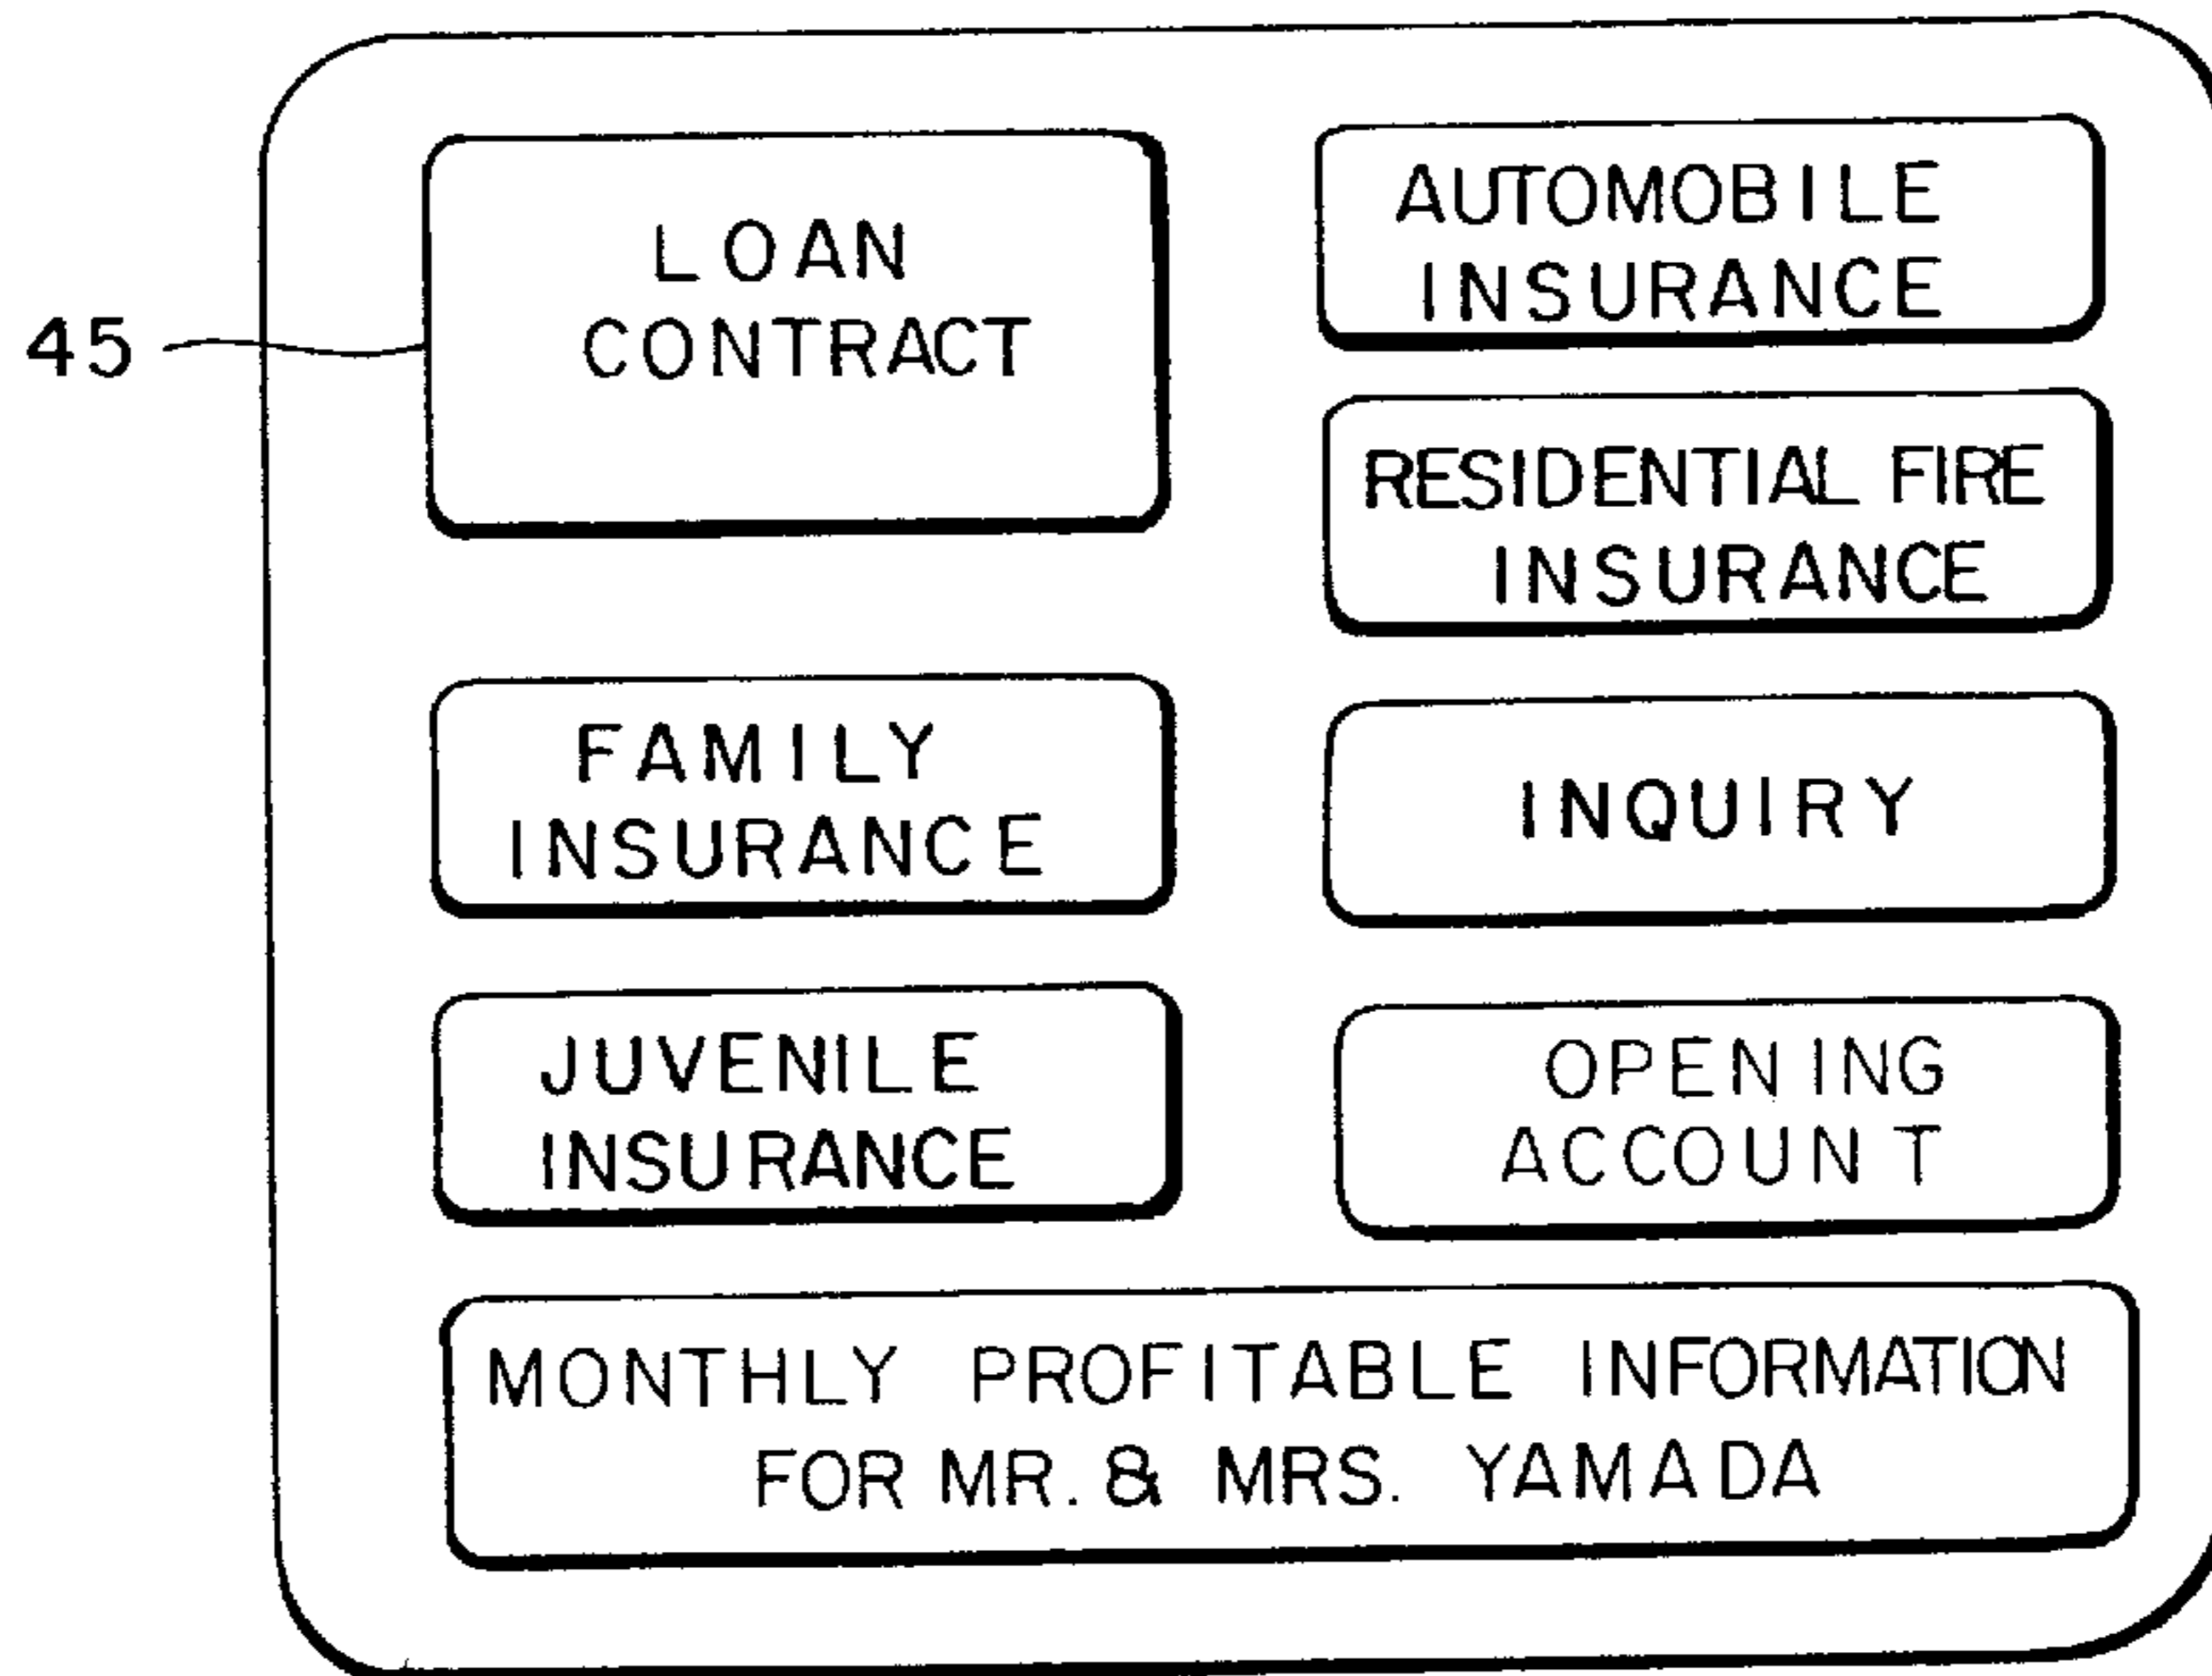 45
LOAN
CONTRACT
AUTOMOBILE
INSURANCE
RESIDENTIAL FIRE
INSURANCE
FAMILY
INSURANCE
INQUIRY
JUVENILE
INSURANCE
OPENING
ACCOUNT
MONTHLY PROFITABLE INFORMATION
FOR MR. & MRS. YAMADA